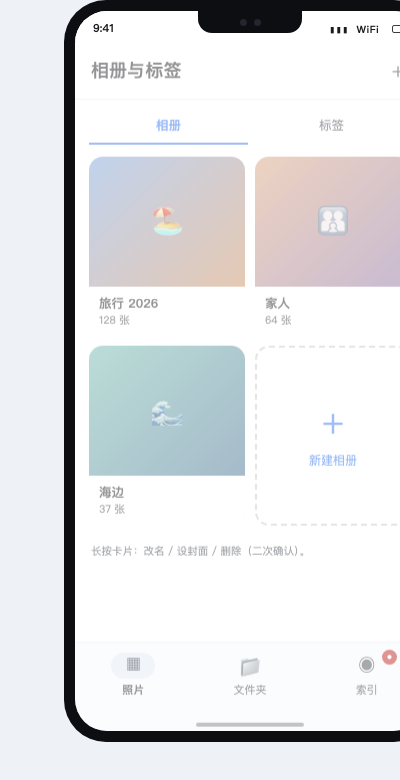 9:41
WiFi
相册与标签
+
相册
标签
旅行 2026
128 张
家人
64 张
海边
37 张
+
新建相册
长按卡片：改名 / 设封面 / 删除（二次确认）。
照片
文件夹
索引